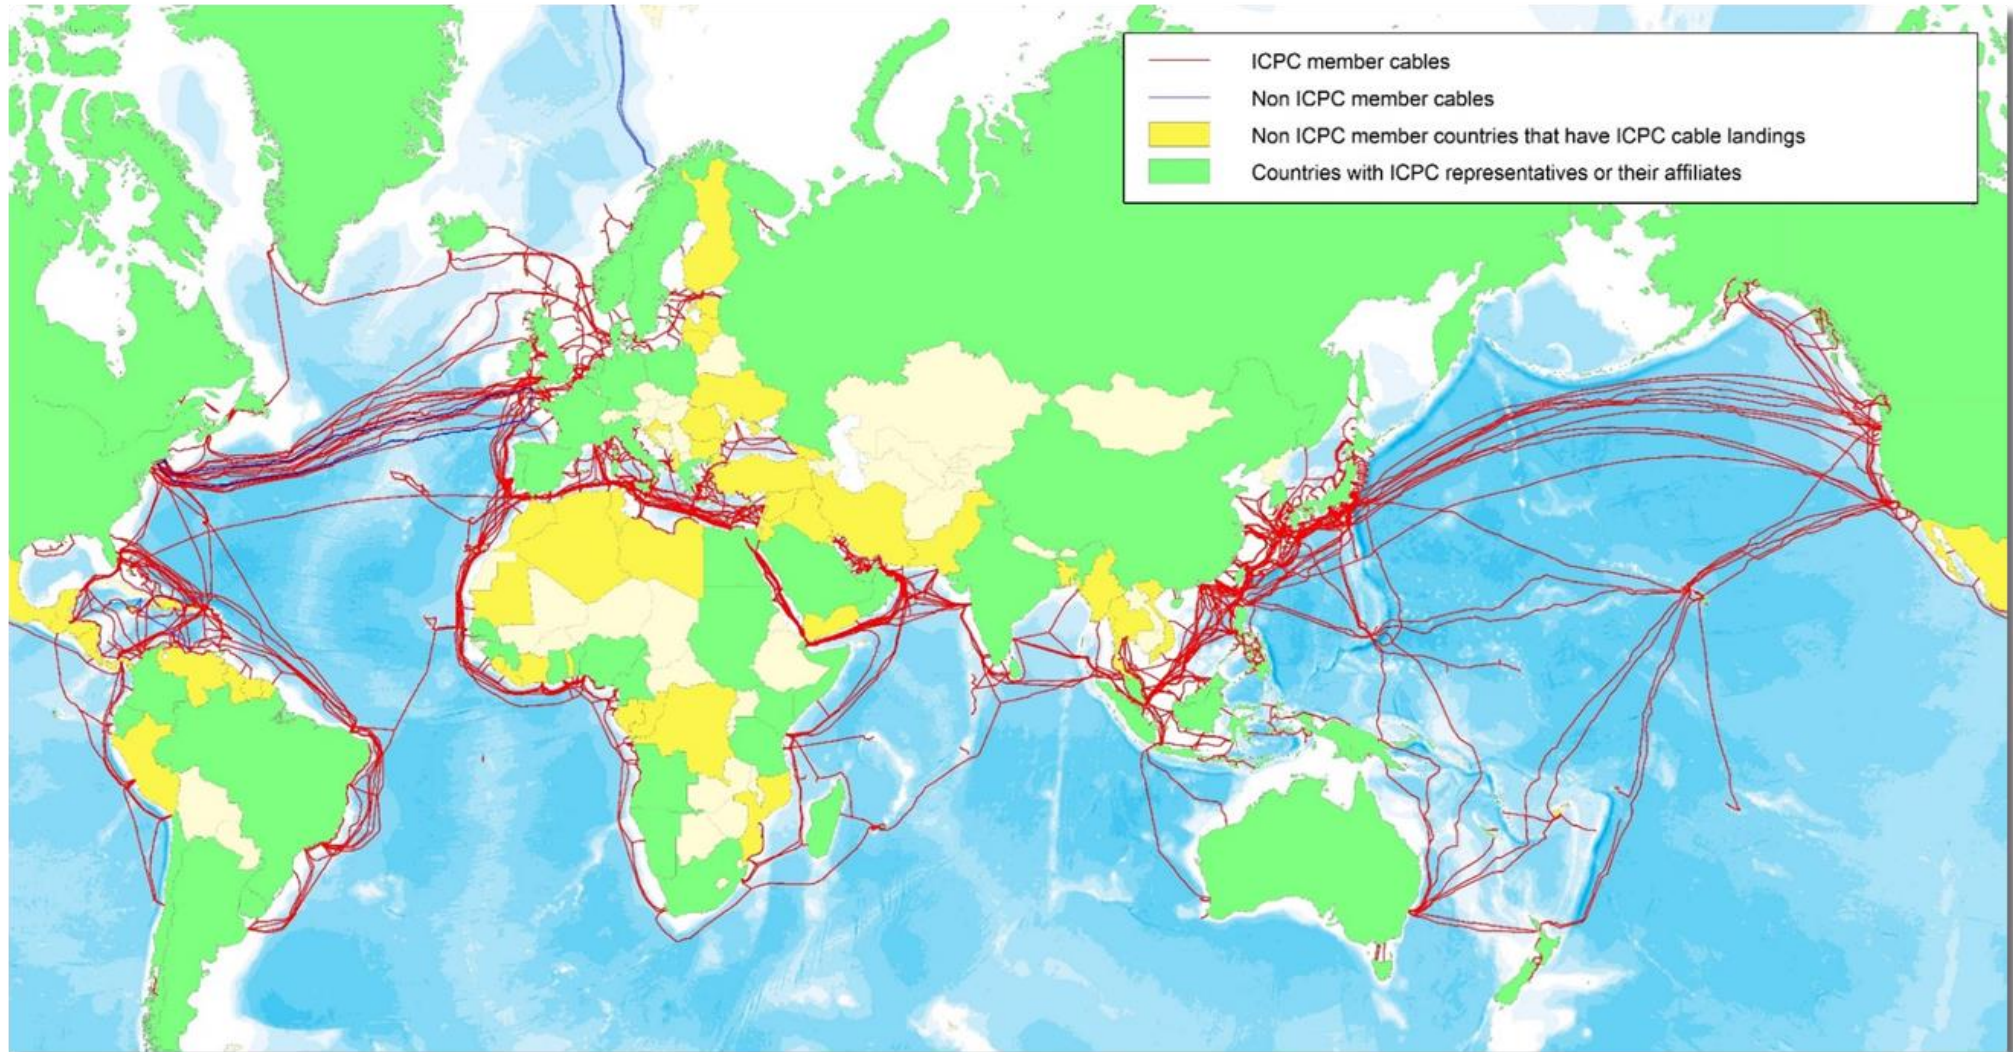 ICPC member cables
Non ICPC member cables
Non ICPC member countries that have ICPC cable landings
Countries with ICPC representatives or their affiliates